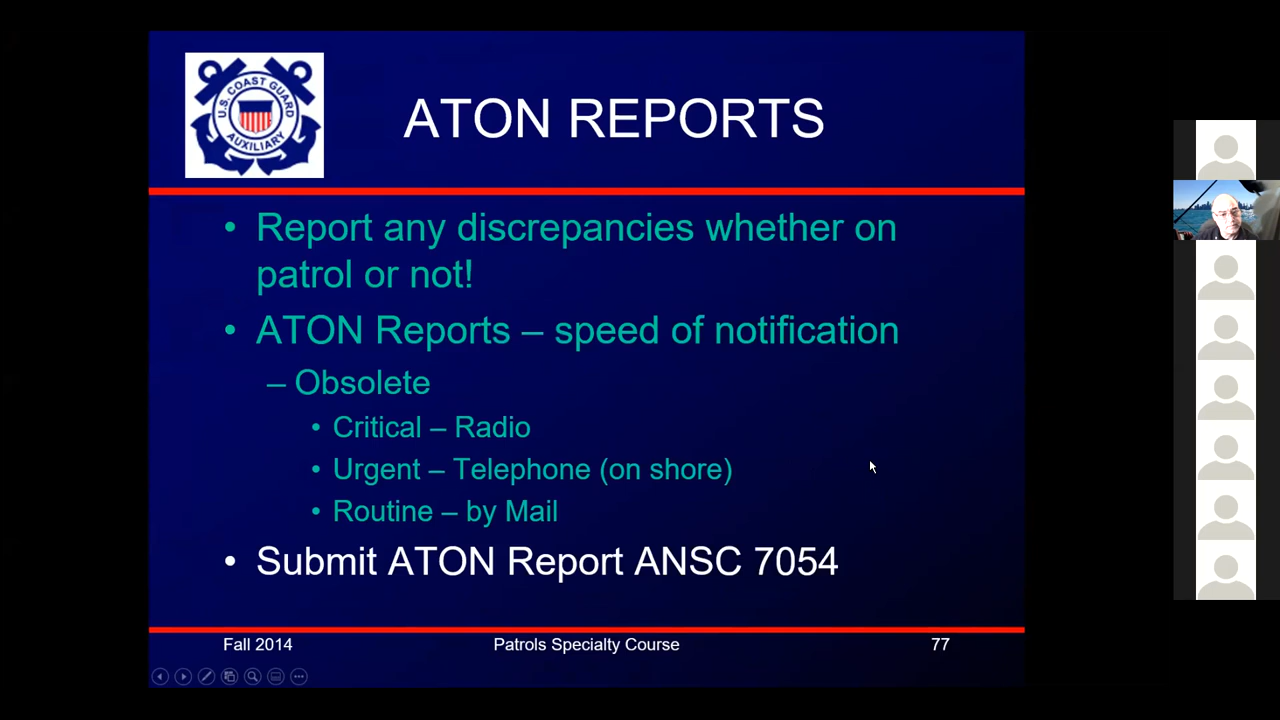 U.S. COAST GUARD
AUXILIARY
ATON REPORTS
• Report any discrepancies whether on
patrol or not!
• ATON Reports – speed of notification
– Obsolete
• Critical – Radio
• Urgent – Telephone (on shore)
• Routine – by Mail
• Submit ATON Report ANSC 7054
Fall 2014
Patrols Specialty Course
77